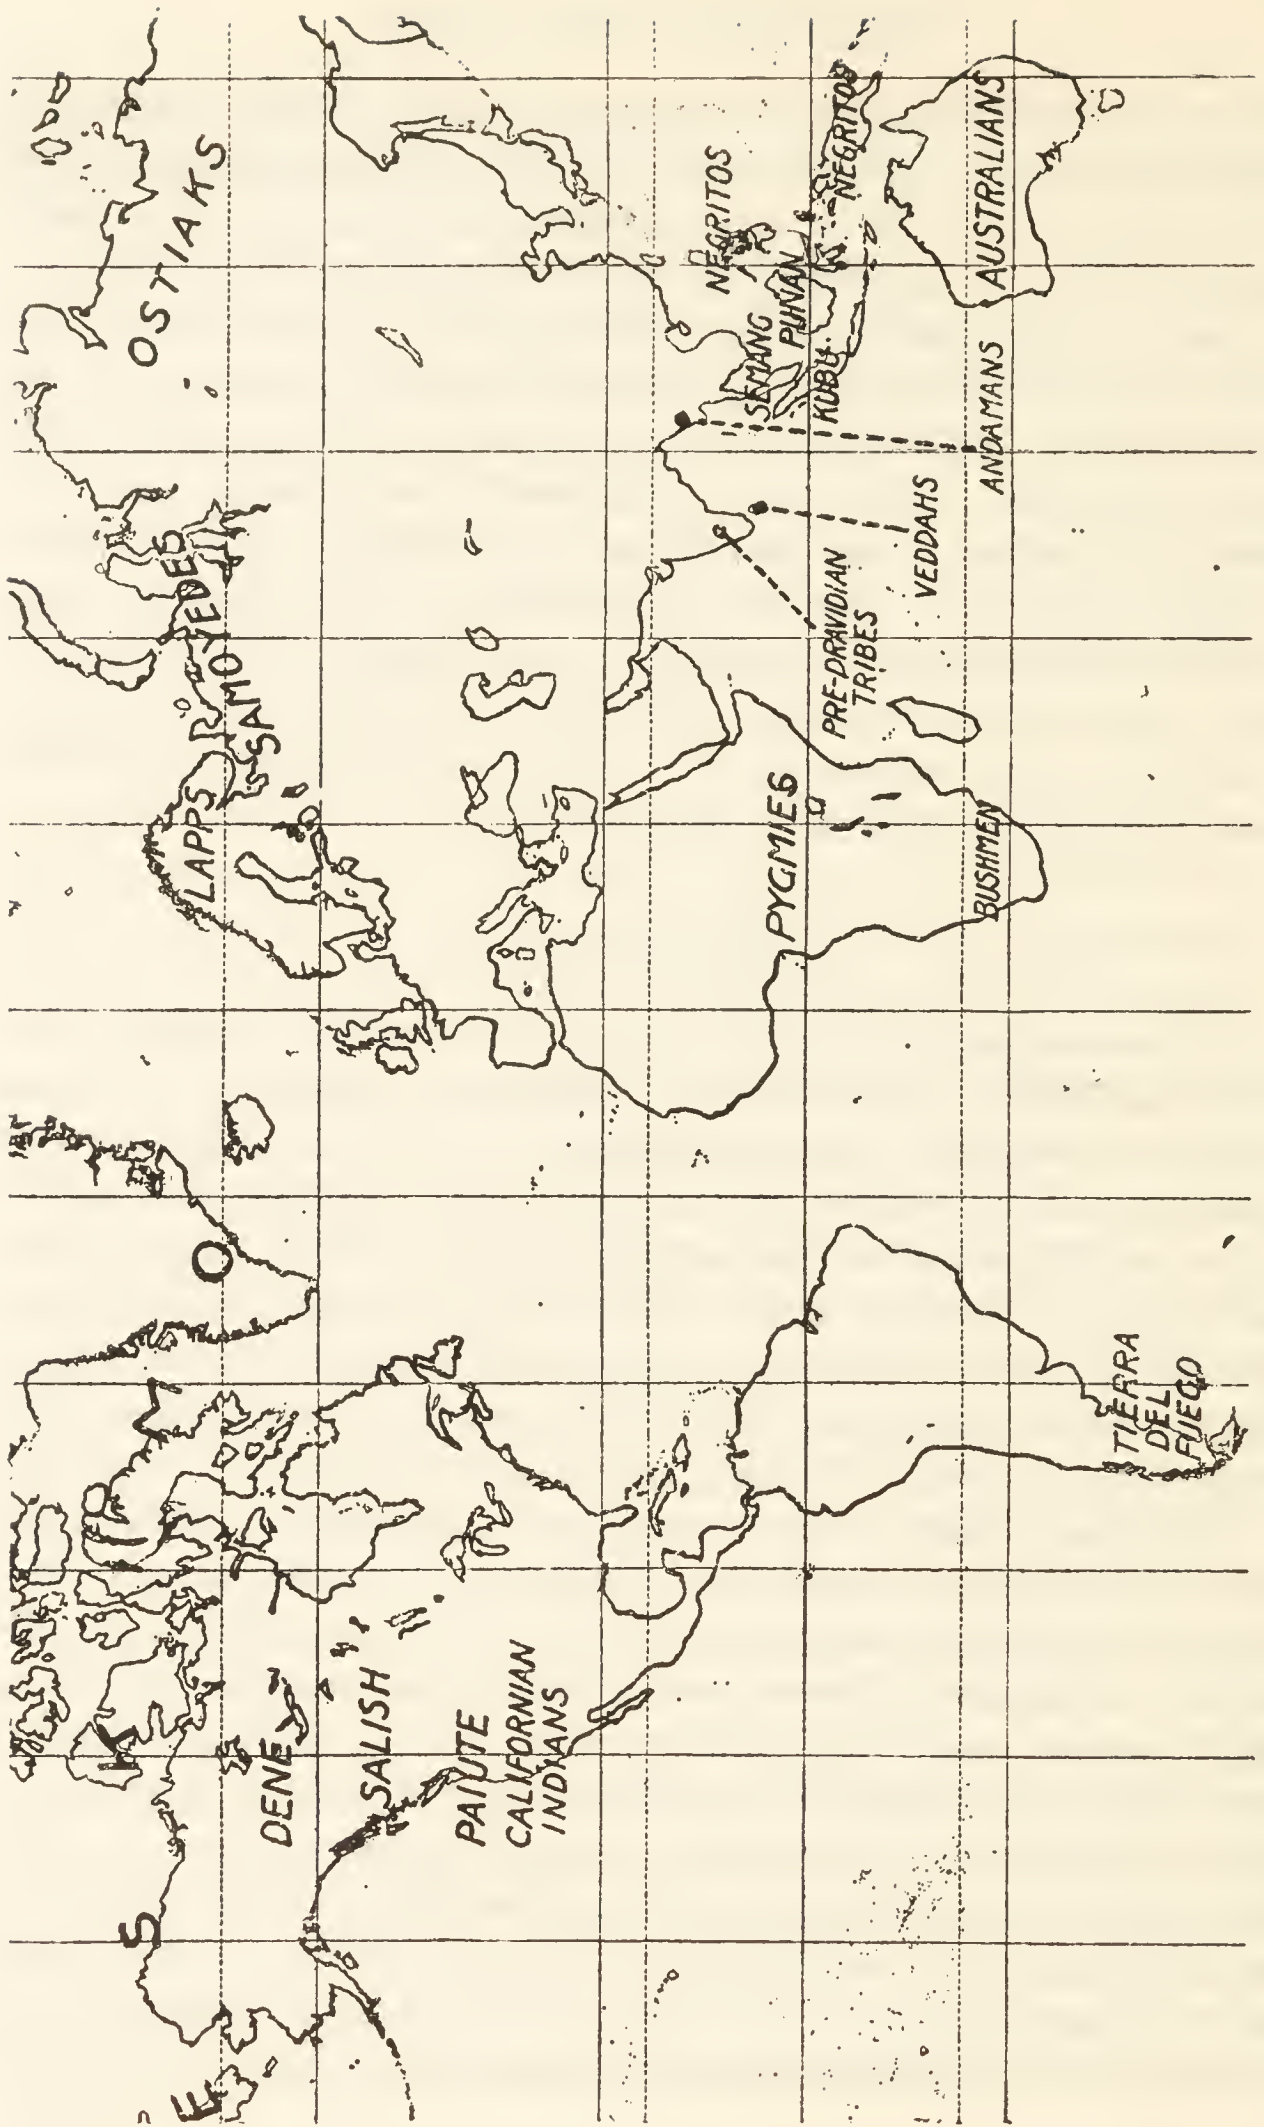 E S K I M O
LAPPS
SAMOYEDES
OSTIAKS
DENE
SALISH
PAIUTE
CALIFORNIAN
INDIANS
TIERRA
DEL
FUEGO
PYGMIES
BUSHMEN
PRE-DRAVIDIAN
TRIBES
VEDDAHS
ANDAMANS
SEMANG
PUNAN
KUBU
NEGRITOS
NEGRITOS
AUSTRALIANS